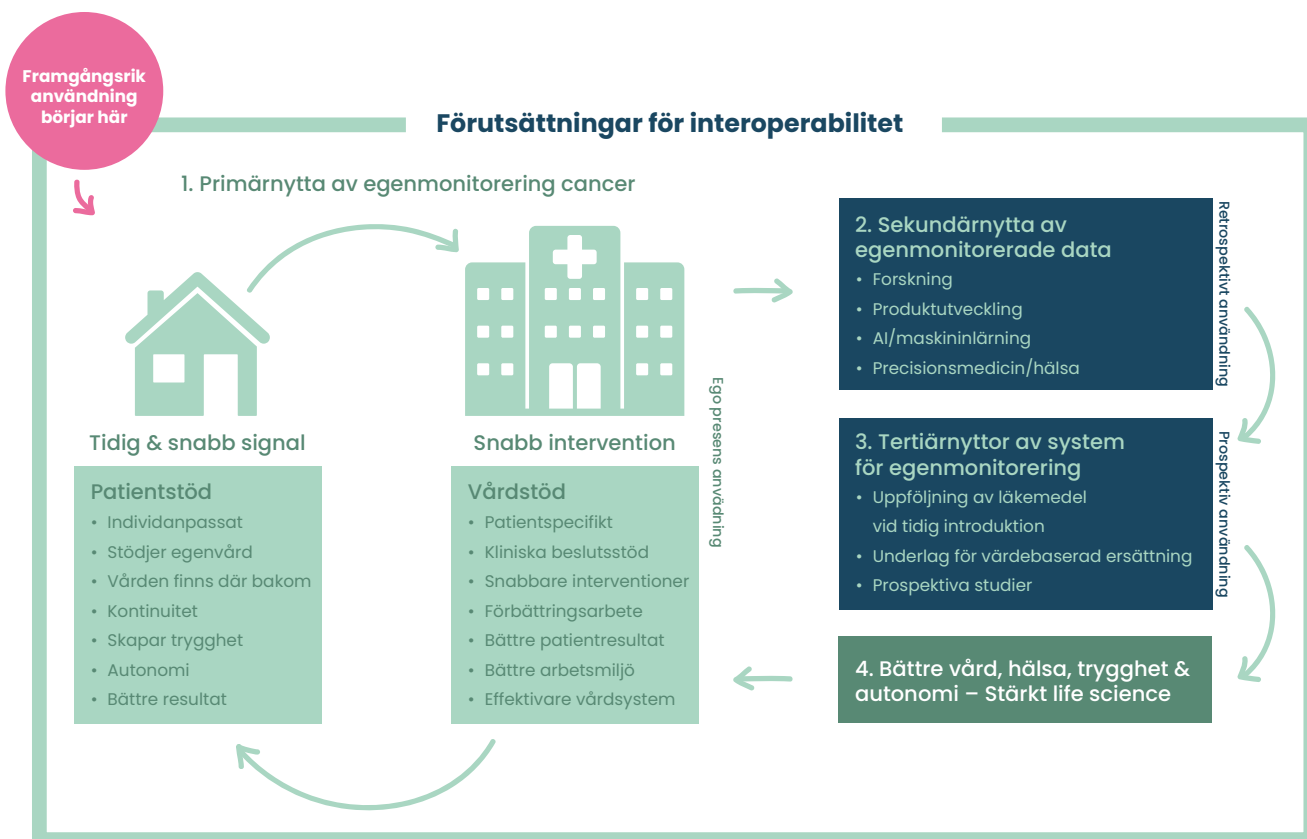 Framgångsrik
användning
börjar här
Förutsättningar för interoperabilitet
1. Primärnytta av egenmonitorering cancer
Tidig & snabb signal
Patientstöd
• Individanpassat
• Stödjer egenvård
• Vården finns där bakom
• Kontinuitet
• Skapar trygghet
• Autonomi
• Bättre resultat
Snabb intervention
Vårdstöd
• Patientspecifikt
• Kliniska beslutsstöd
• Snabbare interventioner
• Förbättringsarbete
• Bättre patientresultat
• Bättre arbetsmiljö
• Effektivare vårdsystem
Ego presens anvädning
2. Sekundärnytta av
egenmonitorerade data
• Forskning
• Produktutveckling
• AI/maskininlärning
• Precisionsmedicin/hälsa
Retrospektivt användning
3. Tertiärnyttor av system
för egenmonitorering
• Uppföljning av läkemedel
vid tidig introduktion
• Underlag för värdebaserad ersättning
• Prospektiva studier
Prospektiv användning
4. Bättre vård, hälsa, trygghet &
autonomi – Stärkt life science